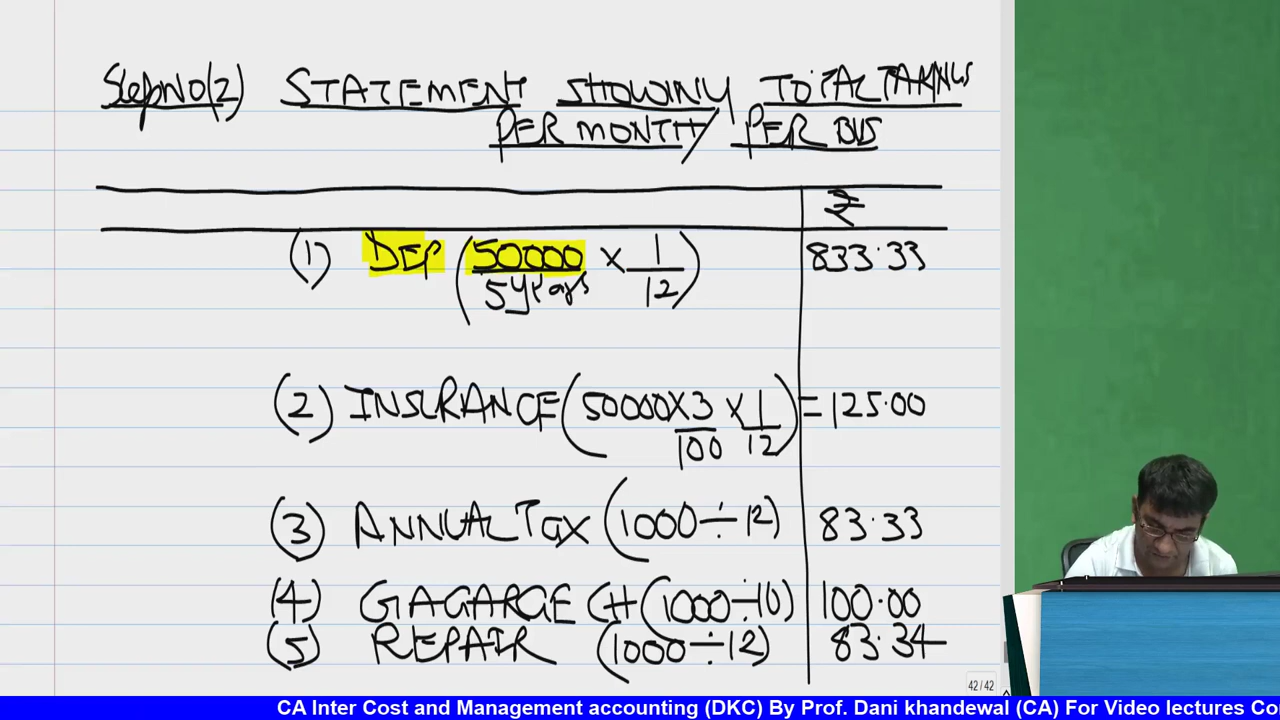 Step No(2) STATEMENT SHOWING TOTAL TAKINGS
PER MONTH/ PER BUS
₹
(1) DEP (50000/5 years × 1/12) 833.33
(2) INSURANCE (50000×3/100 × 1/12) = 125.00
(3) ANNUAL Tax (1000÷12) 83.33
(4) GAGARGE CH (1000÷10) 100.00
(5) REPAIR (1000÷12) 83.34
42/42
CA Inter Cost and Management accounting (DKC) By Prof. Dani khandewal (CA) For Video lectures Co